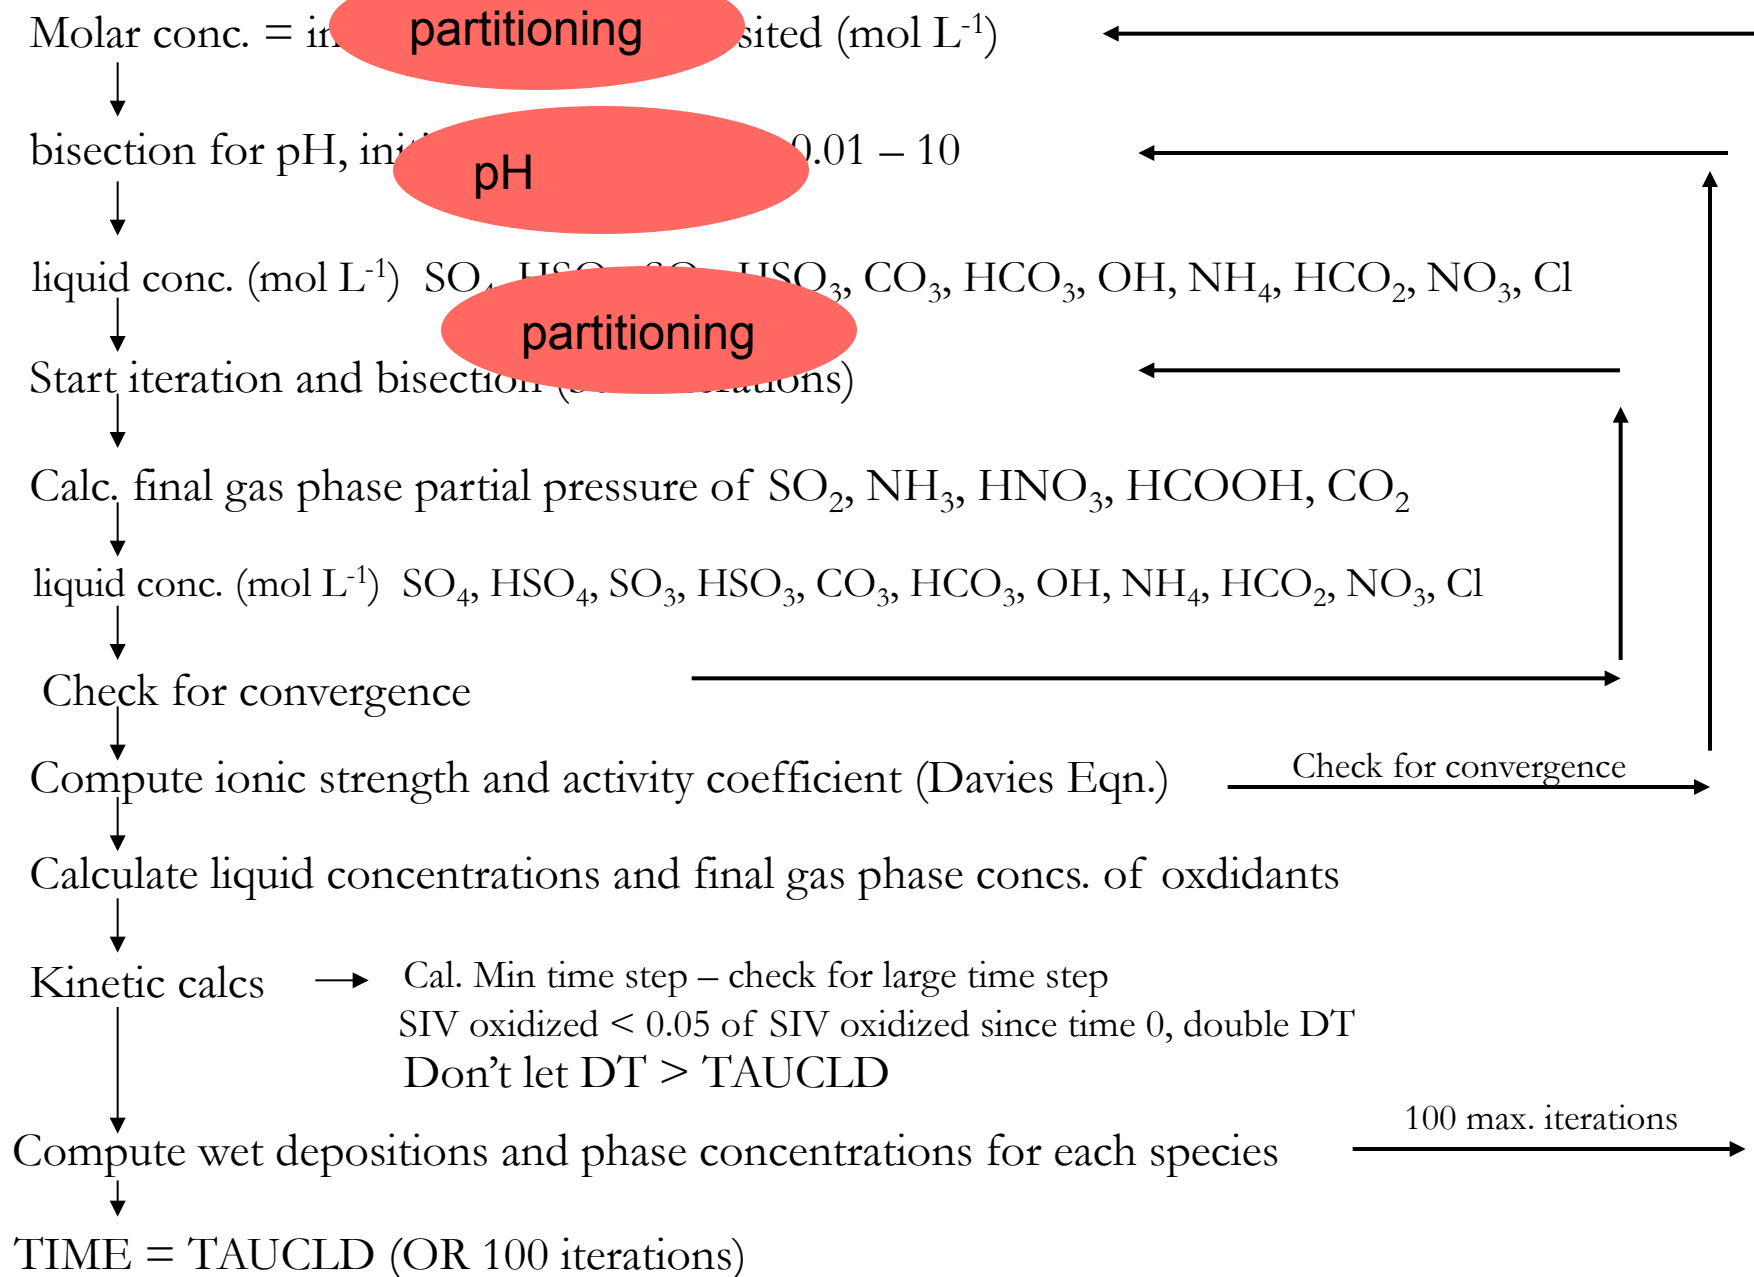 Molar conc. = partitioning sited (mol L⁻¹)
bisection for pH, 0.01 – 10
pH
liquid conc. (mol L⁻¹) SO₄, HSO₃, CO₃, HCO₃, OH, NH₄, HCO₂, NO₃, Cl
partitioning
Start iteration and bisection
Calc. final gas phase partial pressure of SO₂, NH₃, HNO₃, HCOOH, CO₂
liquid conc. (mol L⁻¹) SO₄, HSO₄, SO₃, HSO₃, CO₃, HCO₃, OH, NH₄, HCO₂, NO₃, Cl
Check for convergence
Compute ionic strength and activity coefficient (Davies Eqn.) Check for convergence
Calculate liquid concentrations and final gas phase concs. of oxdidants
Kinetic calcs Cal. Min time step – check for large time step
SIV oxidized < 0.05 of SIV oxidized since time 0, double DT
Don’t let DT > TAUCLD
100 max. iterations
Compute wet depositions and phase concentrations for each species
TIME = TAUCLD (OR 100 iterations)